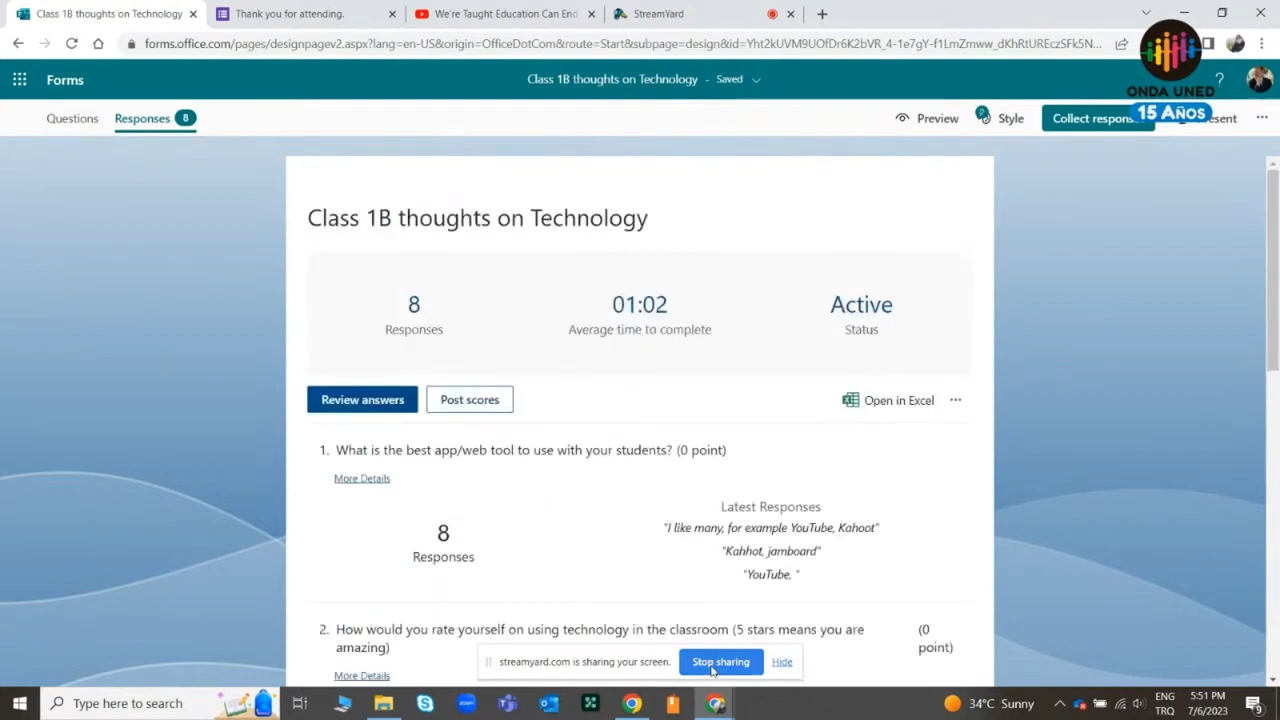 Class 1B thoughts on Technology
Thank you for attending.
We're Taught Education Can End
StreamYard
forms.office.com/pages/designpagev2.aspx?lang=en-US&origin=OfficeDotCom&route=Start&subpage=design&id=Yht2kUVM9UOfDr6K2bVR_4-1e7gY-f1LmZmww_dKhRtUREczSFk5N...
ONDA UNED
15 AÑOS
Forms
Class 1B thoughts on Technology - Saved
?
Questions
Responses 8
Preview
Style
Collect respon
esent
Class 1B thoughts on Technology
8
Responses
01:02
Average time to complete
Active
Status
Review answers
Post scores
Open in Excel
1. What is the best app/web tool to use with your students? (0 point)
More Details
8
Responses
Latest Responses
"I like many, for example YouTube, Kahoot"
"Kahhot, jamboard"
"YouTube, "
2. How would you rate yourself on using technology in the classroom (5 stars means you are (0
amazing) point)
More Details
streamyard.com is sharing your screen.
Stop sharing
Hide
Type here to search
34°C Sunny
ENG
TRQ
5:51 PM
7/6/2023
9